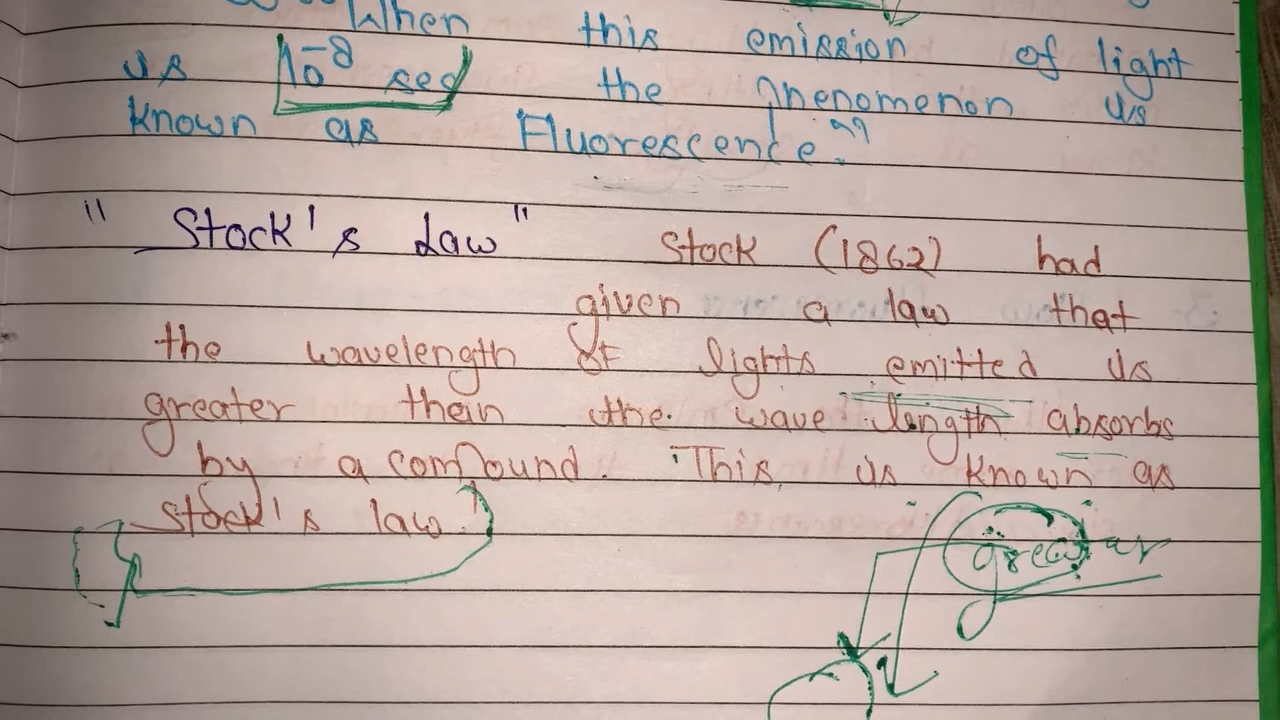 When this emission of light
is 10⁻⁸ sec the phenomenon is
known as Fluorescence."
" Stock's Law " Stock (1862) had
given a law that
the wavelength of lights emitted is
greater then the wave length absorbs
by a compound. This is known as
Stock's law."
greater